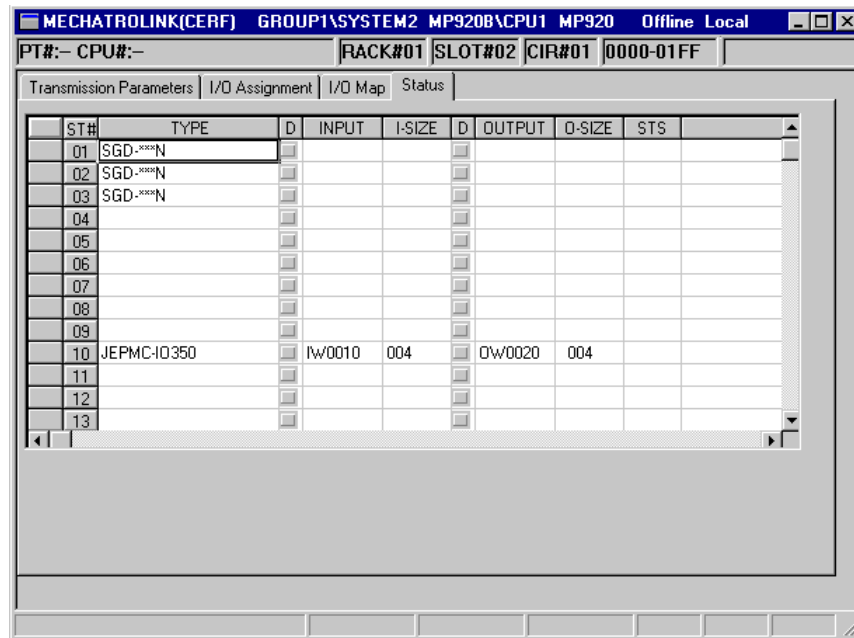 MECHATROLINK(CERF) GROUP1\SYSTEM2 MP920B\CPU1 MP920 Offline Local
PT#:– CPU#:– RACK#01 SLOT#02 CIR#01 0000-01FF
Transmission Parameters I/O Assignment I/O Map Status
ST# TYPE D INPUT I-SIZE D OUTPUT O-SIZE STS
01 SGD-***N
02 SGD-***N
03 SGD-***N
04
05
06
07
08
09
10 JEPMC-IO350 IW0010 004 OW0020 004
11
12
13